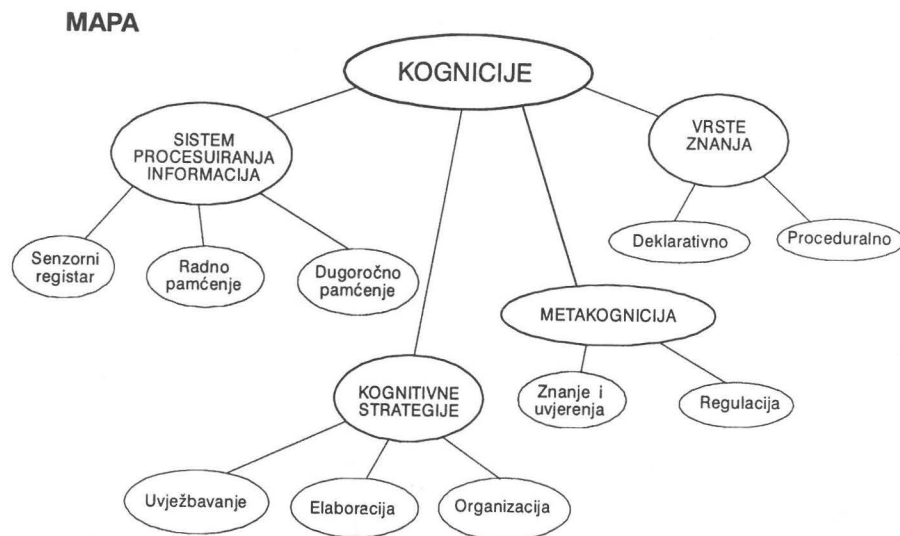 MAPA
KOGNICIJE
SISTEM
PROCESUIRANJA
INFORMACIJA
Senzorni
registar
Radno
pamćenje
Dugoročno
pamćenje
KOGNITIVNE
STRATEGIJE
Uvježbavanje
Elaboracija
Organizacija
METAKOGNICIJA
Znanje i
uvjerenja
Regulacija
VRSTE
ZNANJA
Deklarativno
Proceduralno